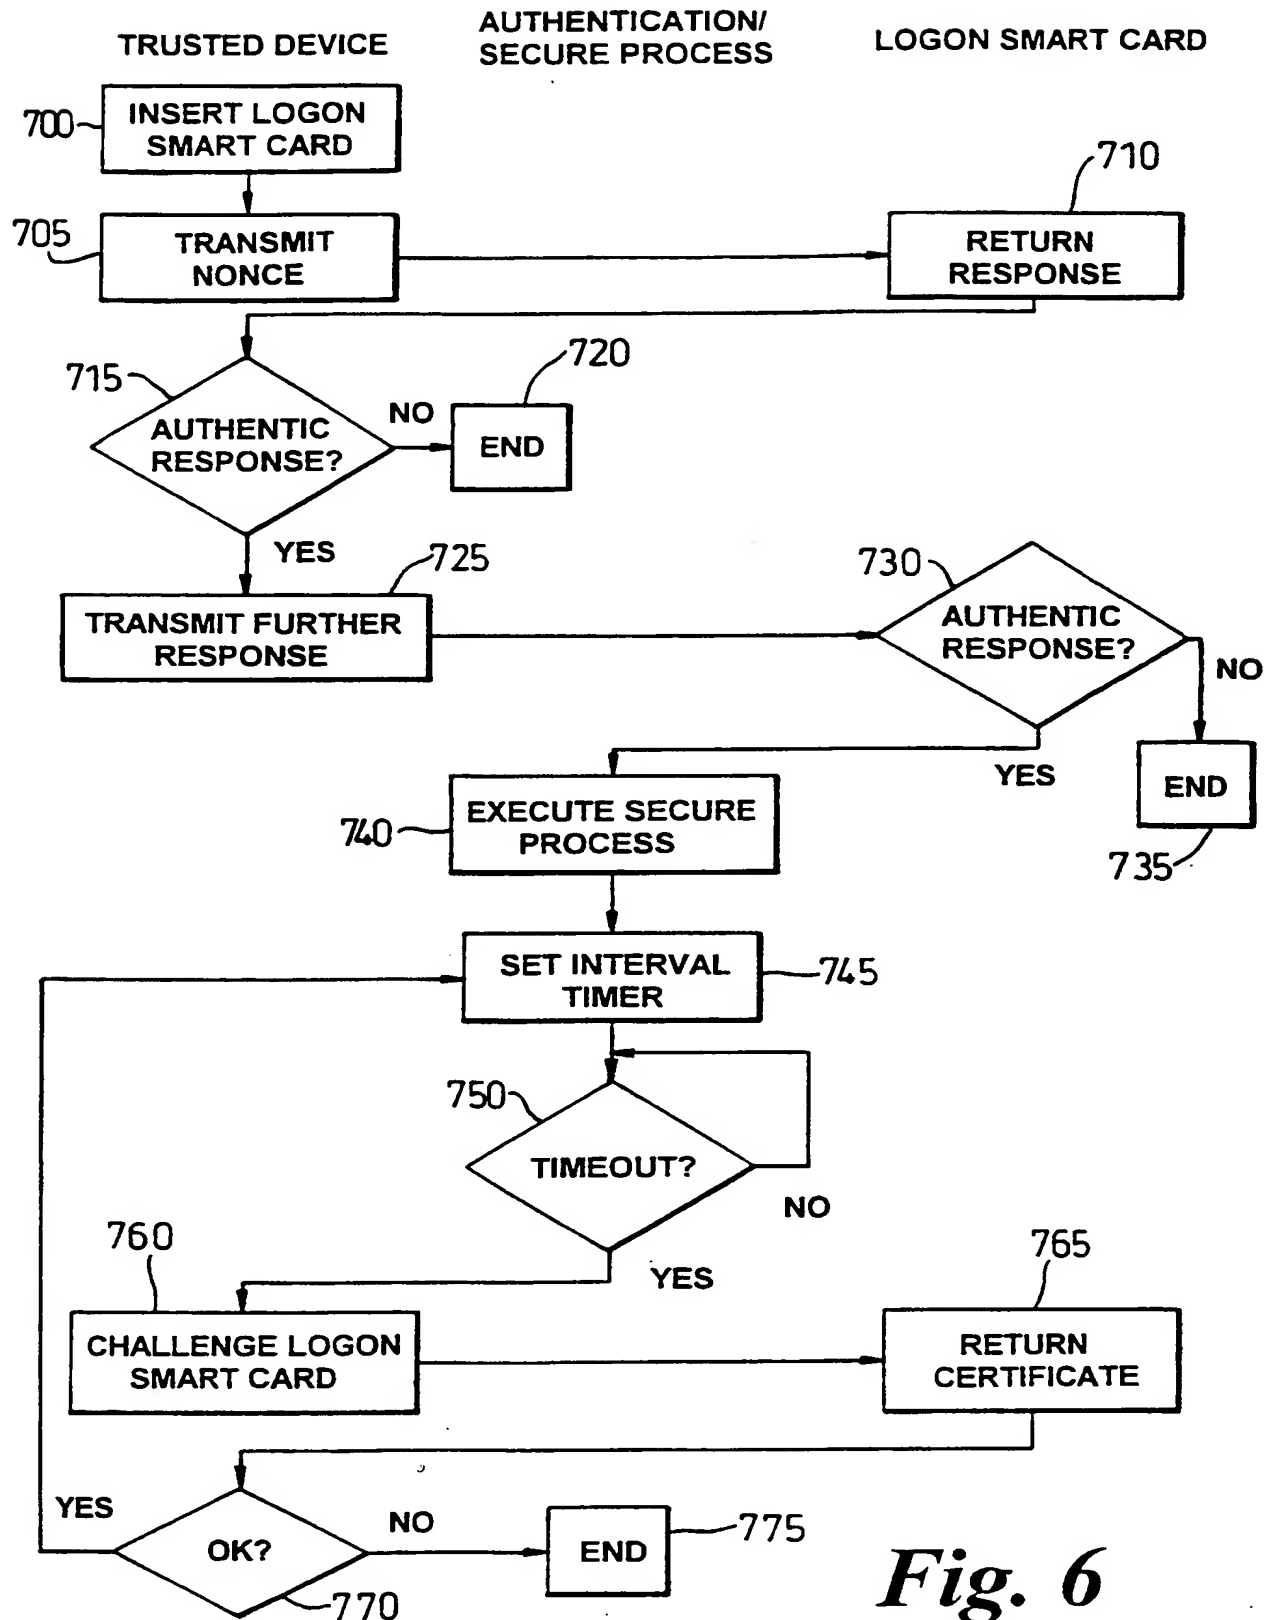 TRUSTED DEVICE
AUTHENTICATION/
SECURE PROCESS
LOGON SMART CARD
700
INSERT LOGON
SMART CARD
710
705
TRANSMIT
NONCE
RETURN
RESPONSE
715
720
AUTHENTIC
RESPONSE?
NO
END
YES
725
730
TRANSMIT FURTHER
RESPONSE
AUTHENTIC
RESPONSE?
NO
YES
END
735
740
EXECUTE SECURE
PROCESS
SET INTERVAL
TIMER
745
750
TIMEOUT?
NO
YES
760
765
CHALLENGE LOGON
SMART CARD
RETURN
CERTIFICATE
YES
OK?
NO
END
775
770
Fig. 6